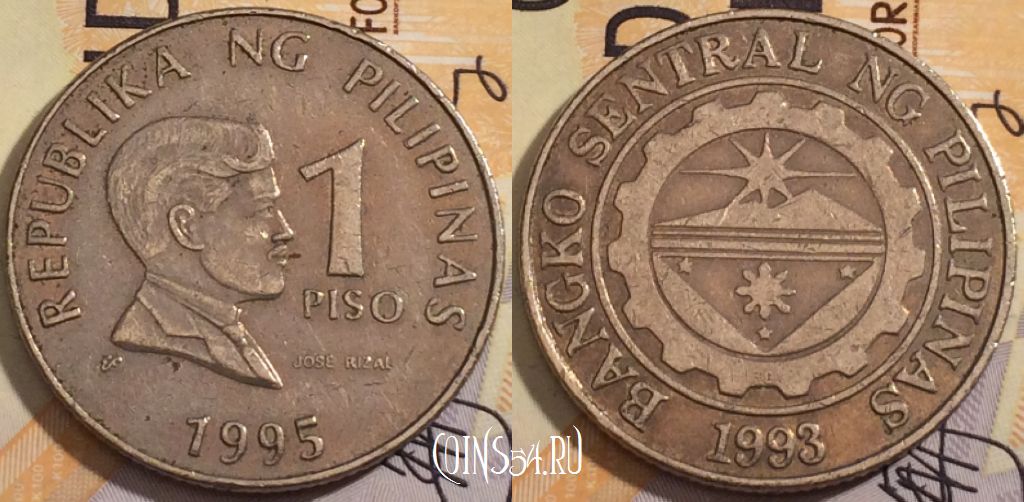 REPUBLIKA NG PILIPINAS
1
PISO
JOSE RIZAL
1995
BANGKO SENTRAL NG PILIPINAS
1993
COINS54.RU